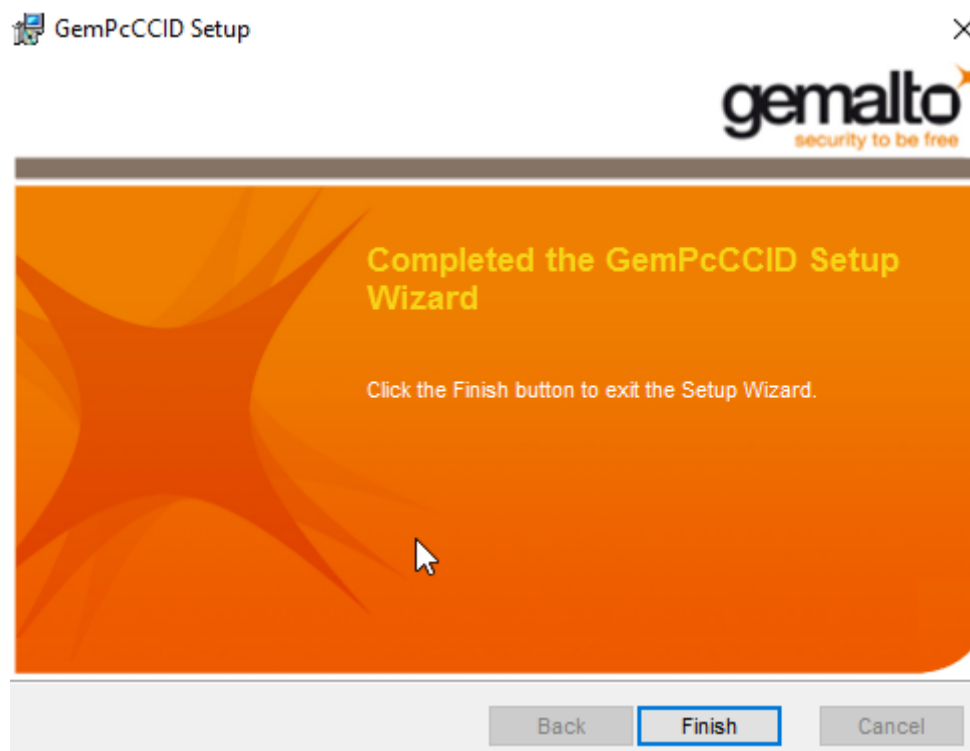 GemPcCCID Setup
gemalto
security to be free
Completed the GemPcCCID Setup
Wizard
Click the Finish button to exit the Setup Wizard.
Back Finish Cancel